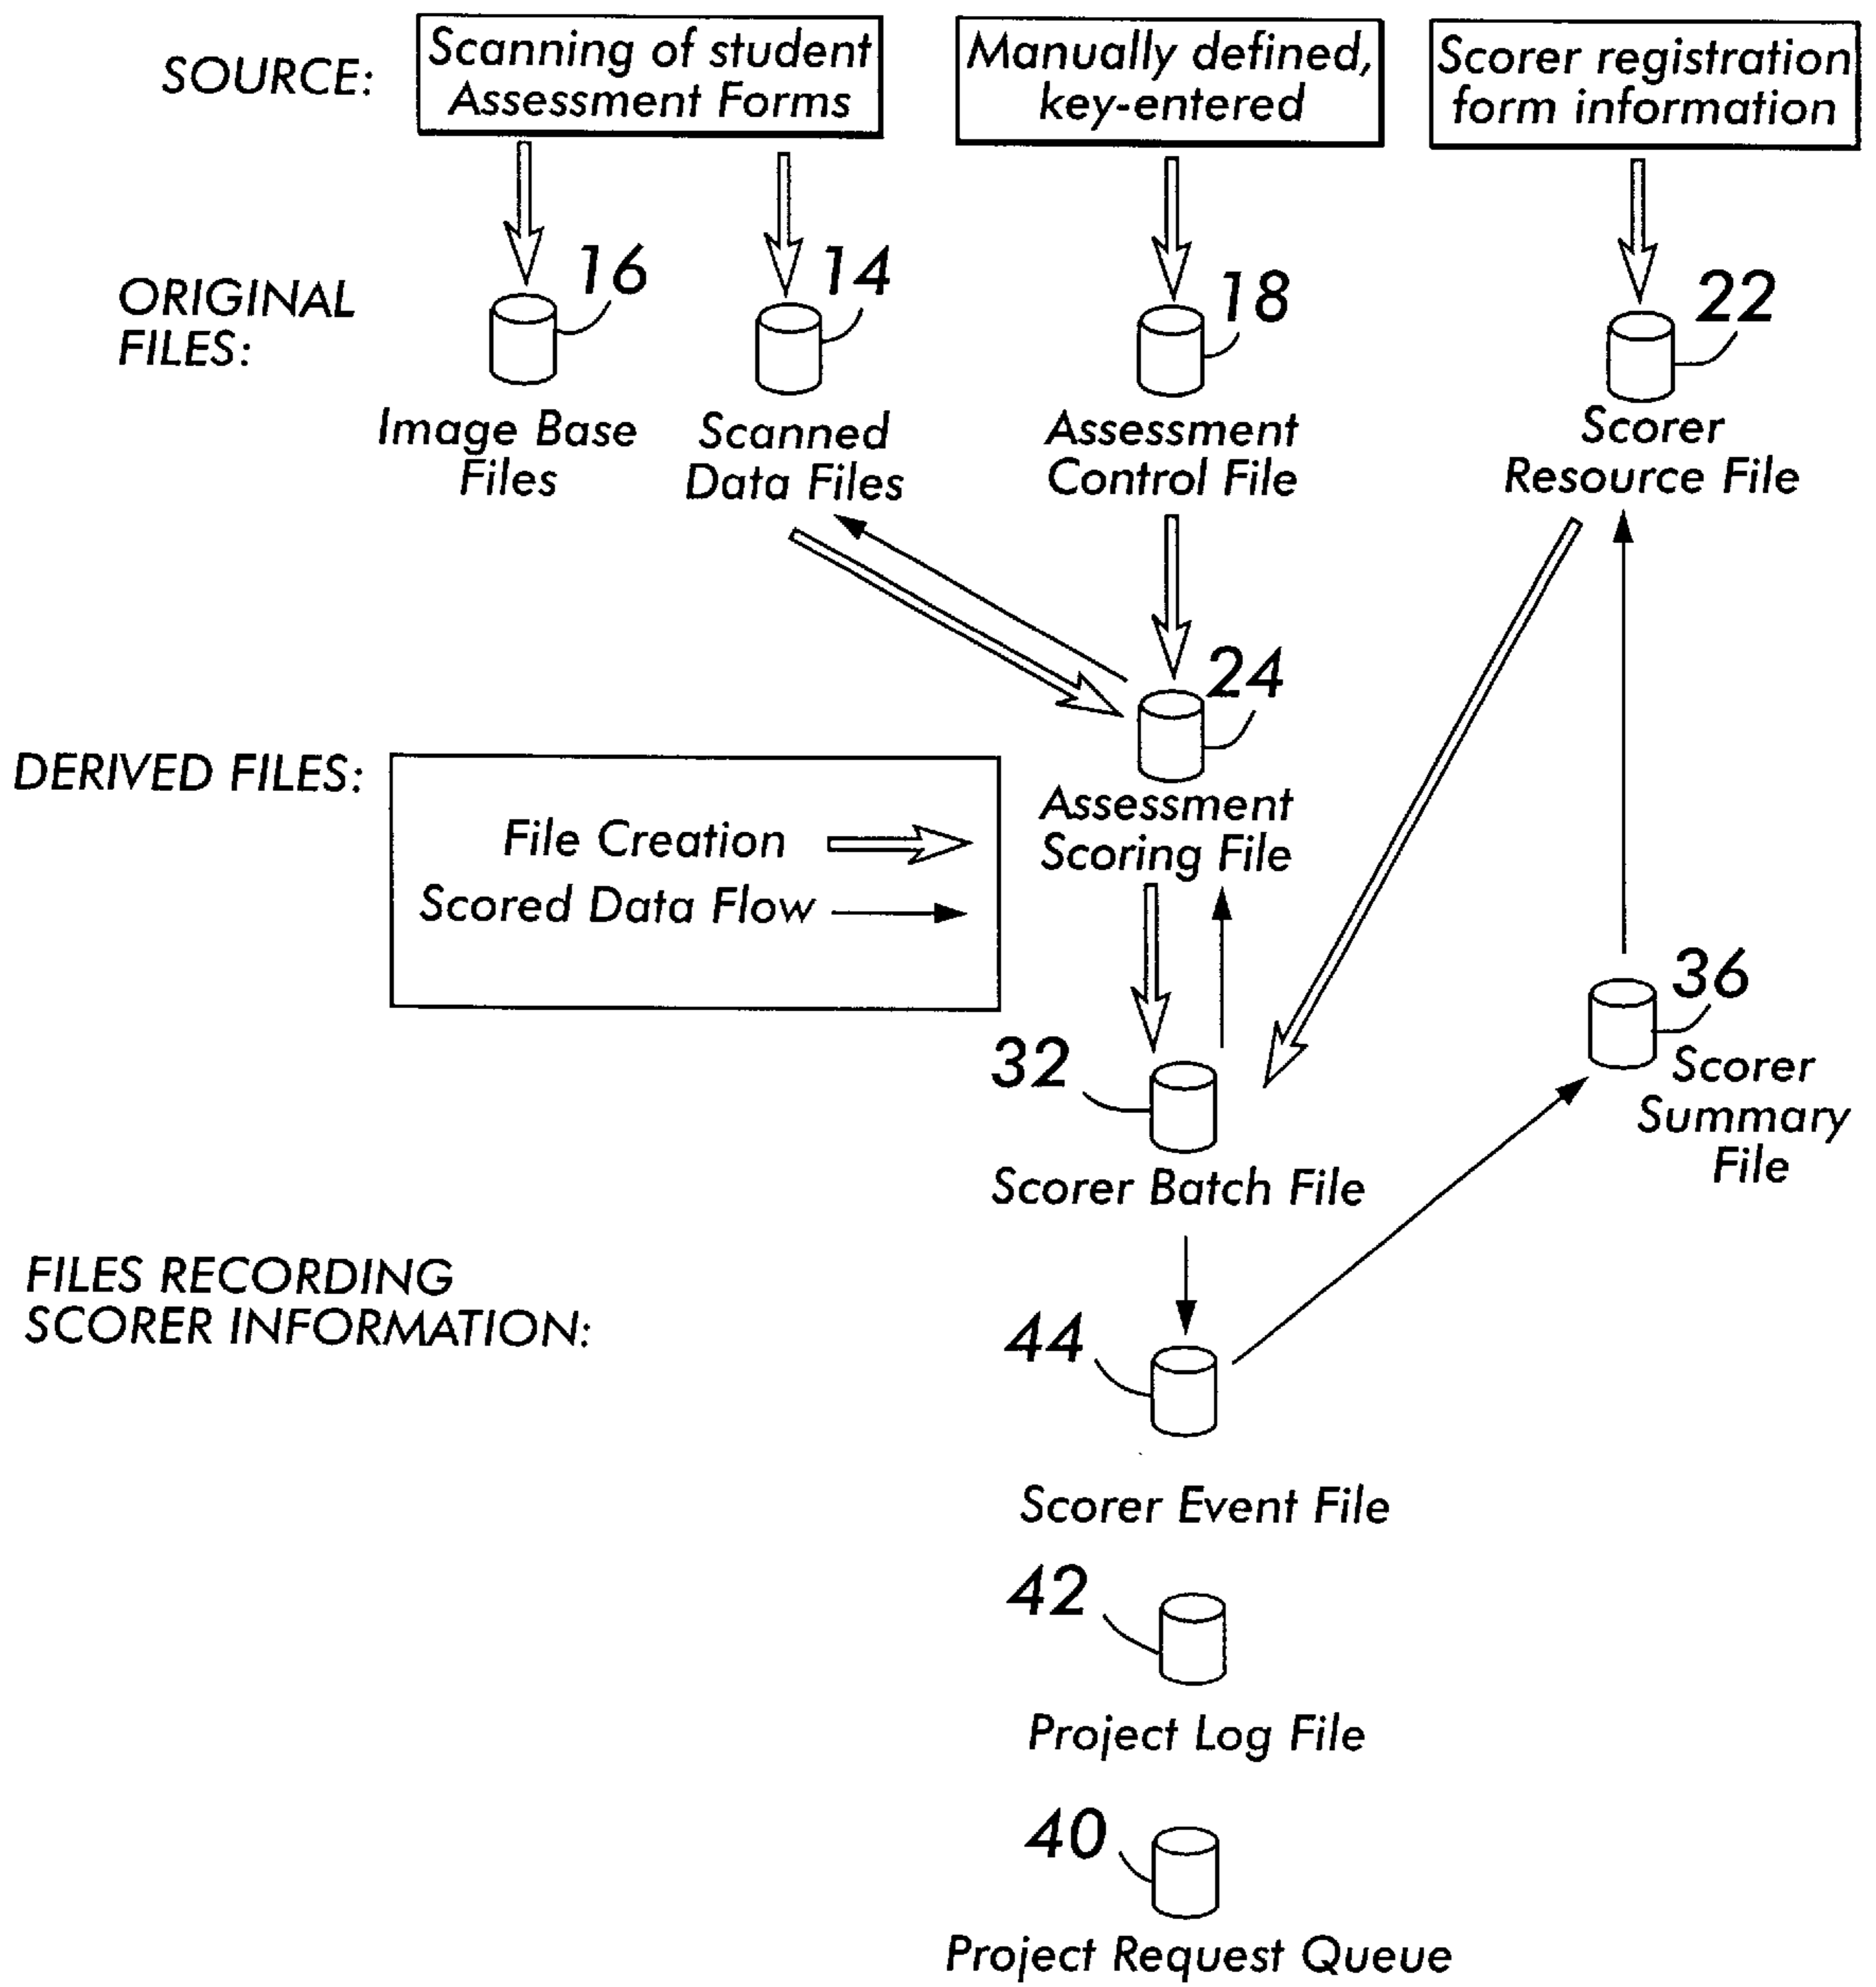 SOURCE:
Scanning of student
Assessment Forms
Manually defined,
key-entered
Scorer registration
form information
ORIGINAL
FILES:
16
14
18
22
Image Base
Files
Scanned
Data Files
Assessment
Control File
Scorer
Resource File
24
DERIVED FILES:
File Creation
Scored Data Flow
Assessment
Scoring File
36
Scorer
Summary
File
32
Scorer Batch File
FILES RECORDING
SCORER INFORMATION:
44
Scorer Event File
42
Project Log File
40
Project Request Queue